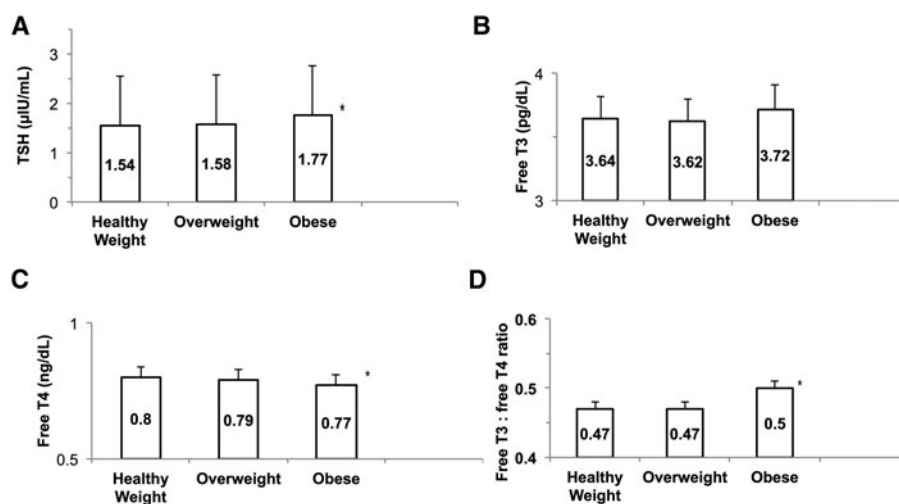 A
TSH (µIU/mL)
3
2
1
0
1.54
1.58
1.77
*
Healthy
Weight
Overweight
Obese
B
Free T3 (pg/dL)
4
3
3.64
3.62
3.72
Healthy
Weight
Overweight
Obese
C
Free T4 (ng/dL)
1
0.5
0.8
0.79
0.77
*
Healthy
Weight
Overweight
Obese
D
Free T3 : free T4 ratio
0.6
0.5
0.4
0.47
0.47
0.5
*
Healthy
Weight
Overweight
Obese